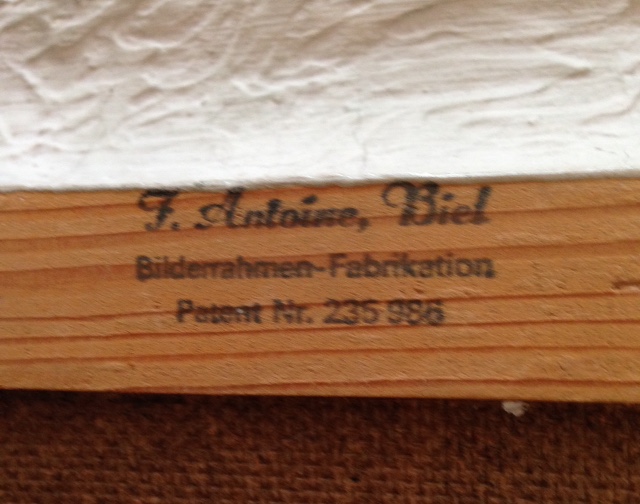 F. Antoine, Biel
Bilderrahmen-Fabrikation
Patent Nr. 235 986